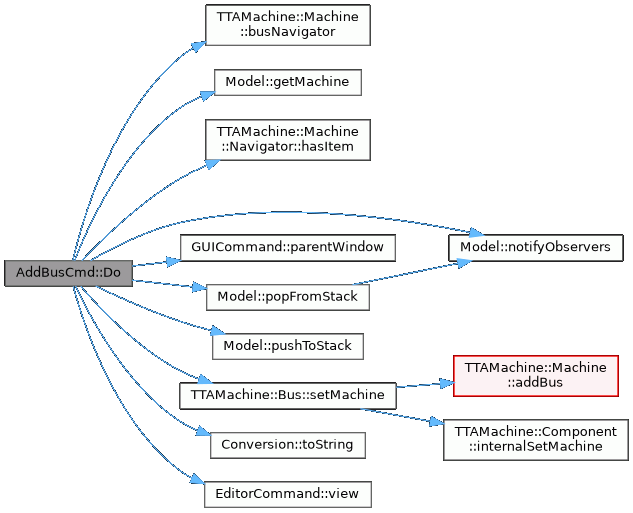 TTAMachine::Machine
::busNavigator
Model::getMachine
TTAMachine::Machine
::Navigator::hasItem
Model::notifyObservers
GUICommand::parentWindow
AddBusCmd::Do
Model::popFromStack
Model::pushToStack
TTAMachine::Machine
::addBus
TTAMachine::Bus::setMachine
TTAMachine::Component
::internalSetMachine
Conversion::toString
EditorCommand::view